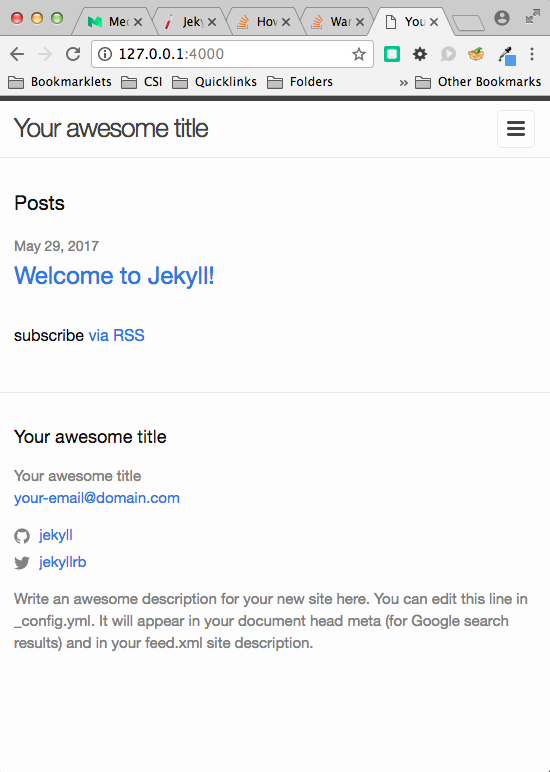 Med
Jeky
How
War
You
127.0.0.1:4000
Bookmarklets CSI Quicklinks Folders » Other Bookmarks
Your awesome title
Posts
May 29, 2017
Welcome to Jekyll!
subscribe via RSS
Your awesome title
Your awesome title
your-email@domain.com
jekyll
jekyllrb
Write an awesome description for your new site here. You can edit this line in
_config.yml. It will appear in your document head meta (for Google search
results) and in your feed.xml site description.